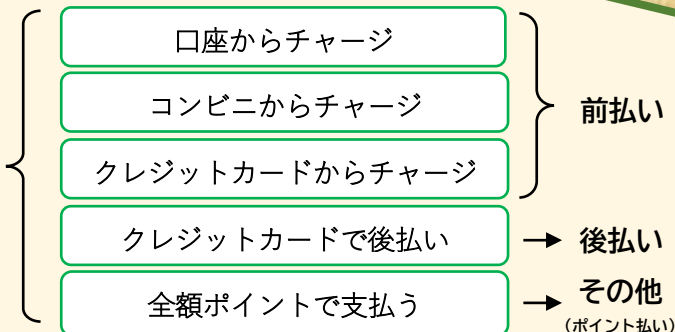 口座からチャージ
コンビニからチャージ
クレジットカードからチャージ
前払い
クレジットカードで後払い
後払い
全額ポイントで支払う
その他
（ポイント払い）